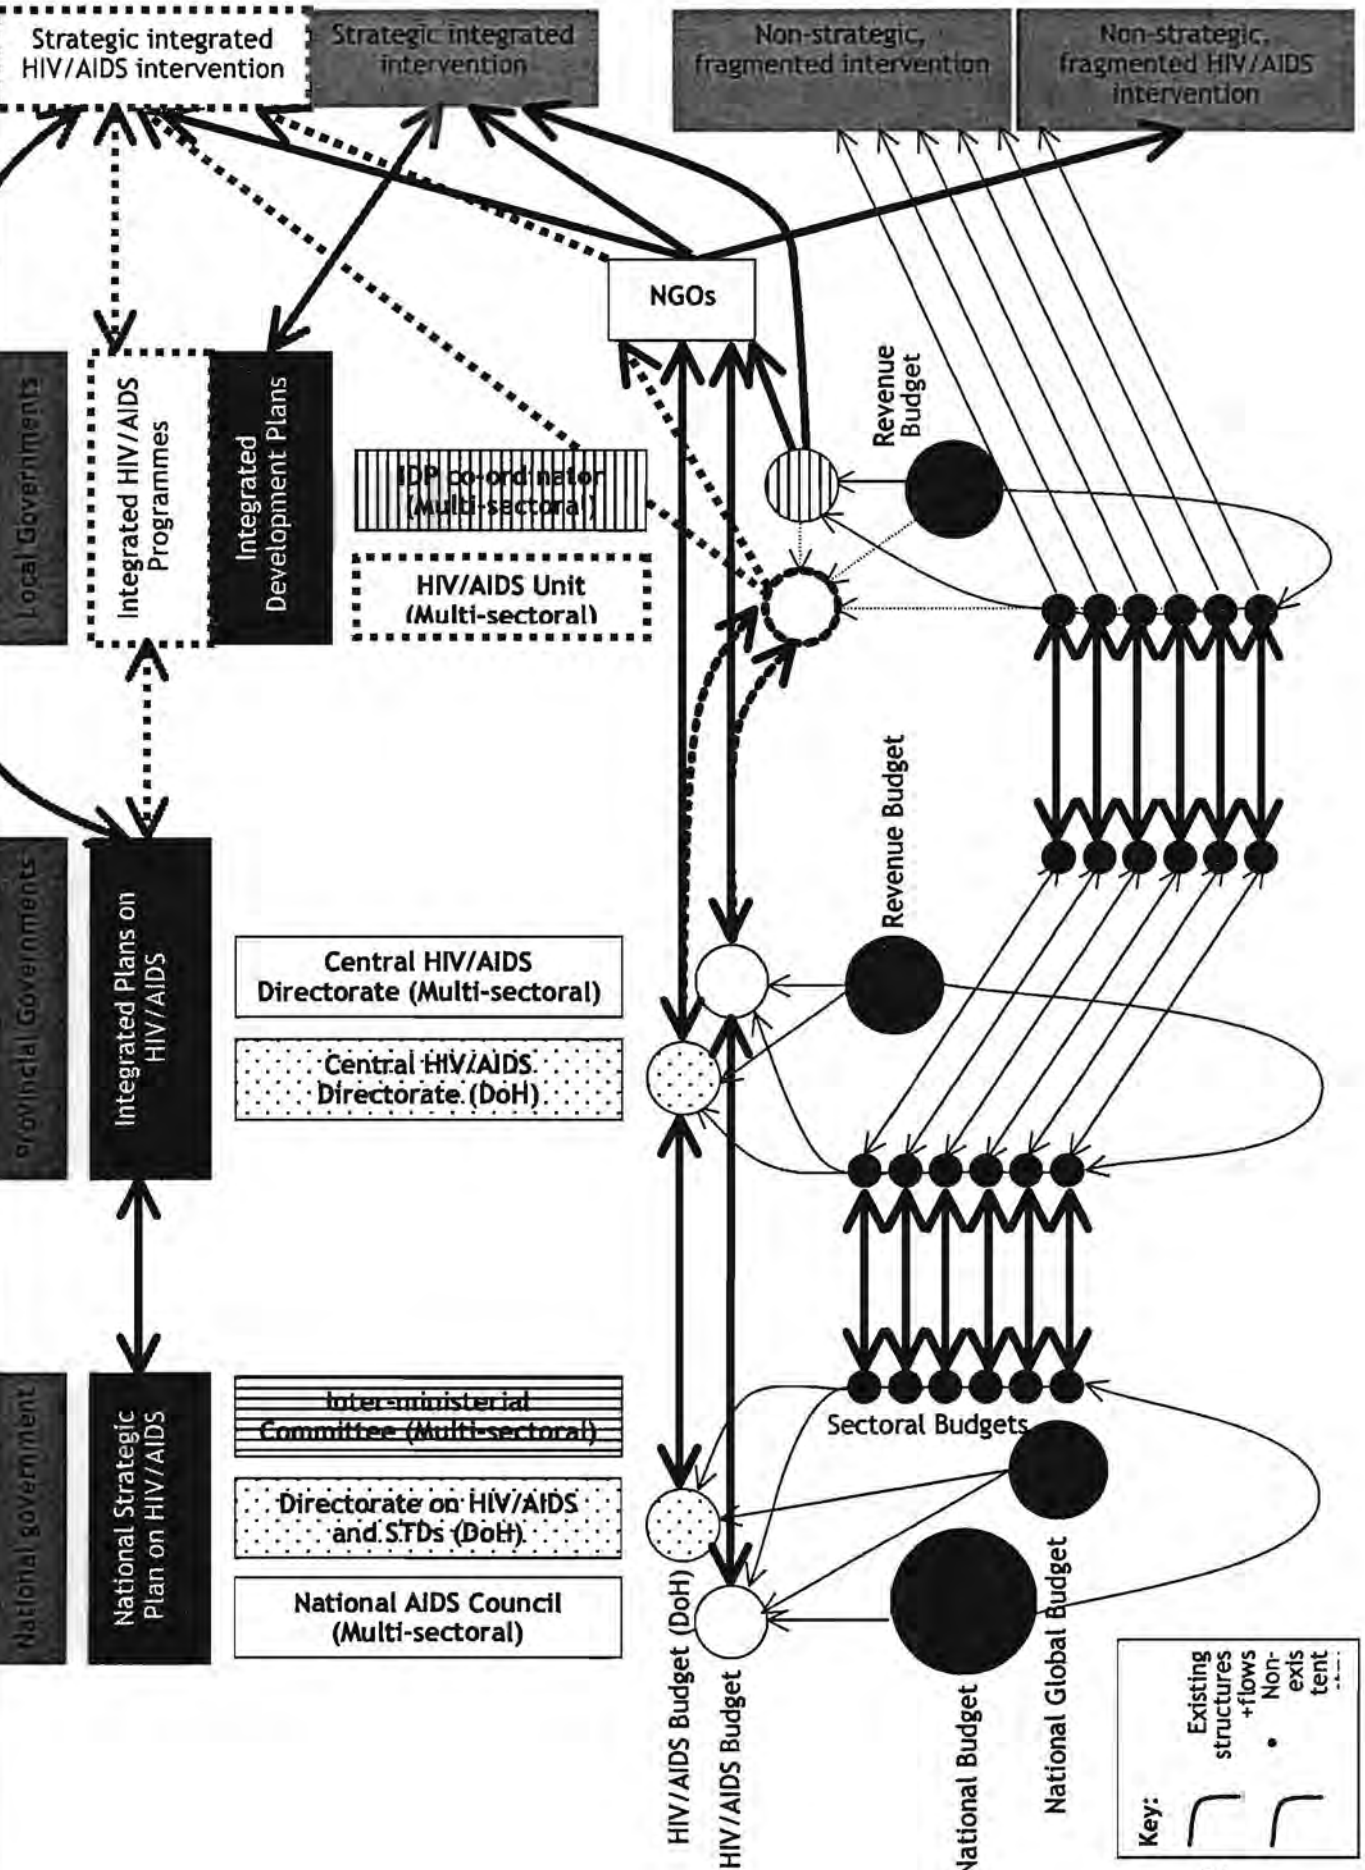 Strategic integrated
HIV/AIDS intervention
Strategic integrated
intervention
Non-strategic,
fragmented intervention
Non-strategic,
fragmented HIV/AIDS
intervention
NGOs
Local Governments
Integrated HIV/AIDS
Programmes
Integrated
Development Plans
IDP co-ordinator
(Multi-sectoral)
HIV/AIDS Unit
(Multi-sectoral)
Revenue
Budget
Provincial Governments
Integrated Plans on
HIV/AIDS
Central HIV/AIDS
Directorate (Multi-sectoral)
Central HIV/AIDS
Directorate (DoH)
Revenue Budget
National government
National Strategic
Plan on HIV/AIDS
Inter-ministerial
Committee (Multi-sectoral)
Directorate on HIV/AIDS
and STDs (DoH)
National AIDS Council
(Multi-sectoral)
Sectoral Budgets
HIV/AIDS Budget (DoH)
HIV/AIDS Budget
National Budget
National Global Budget
Key:
Existing
structures
+flows
• Non-
exis
tent